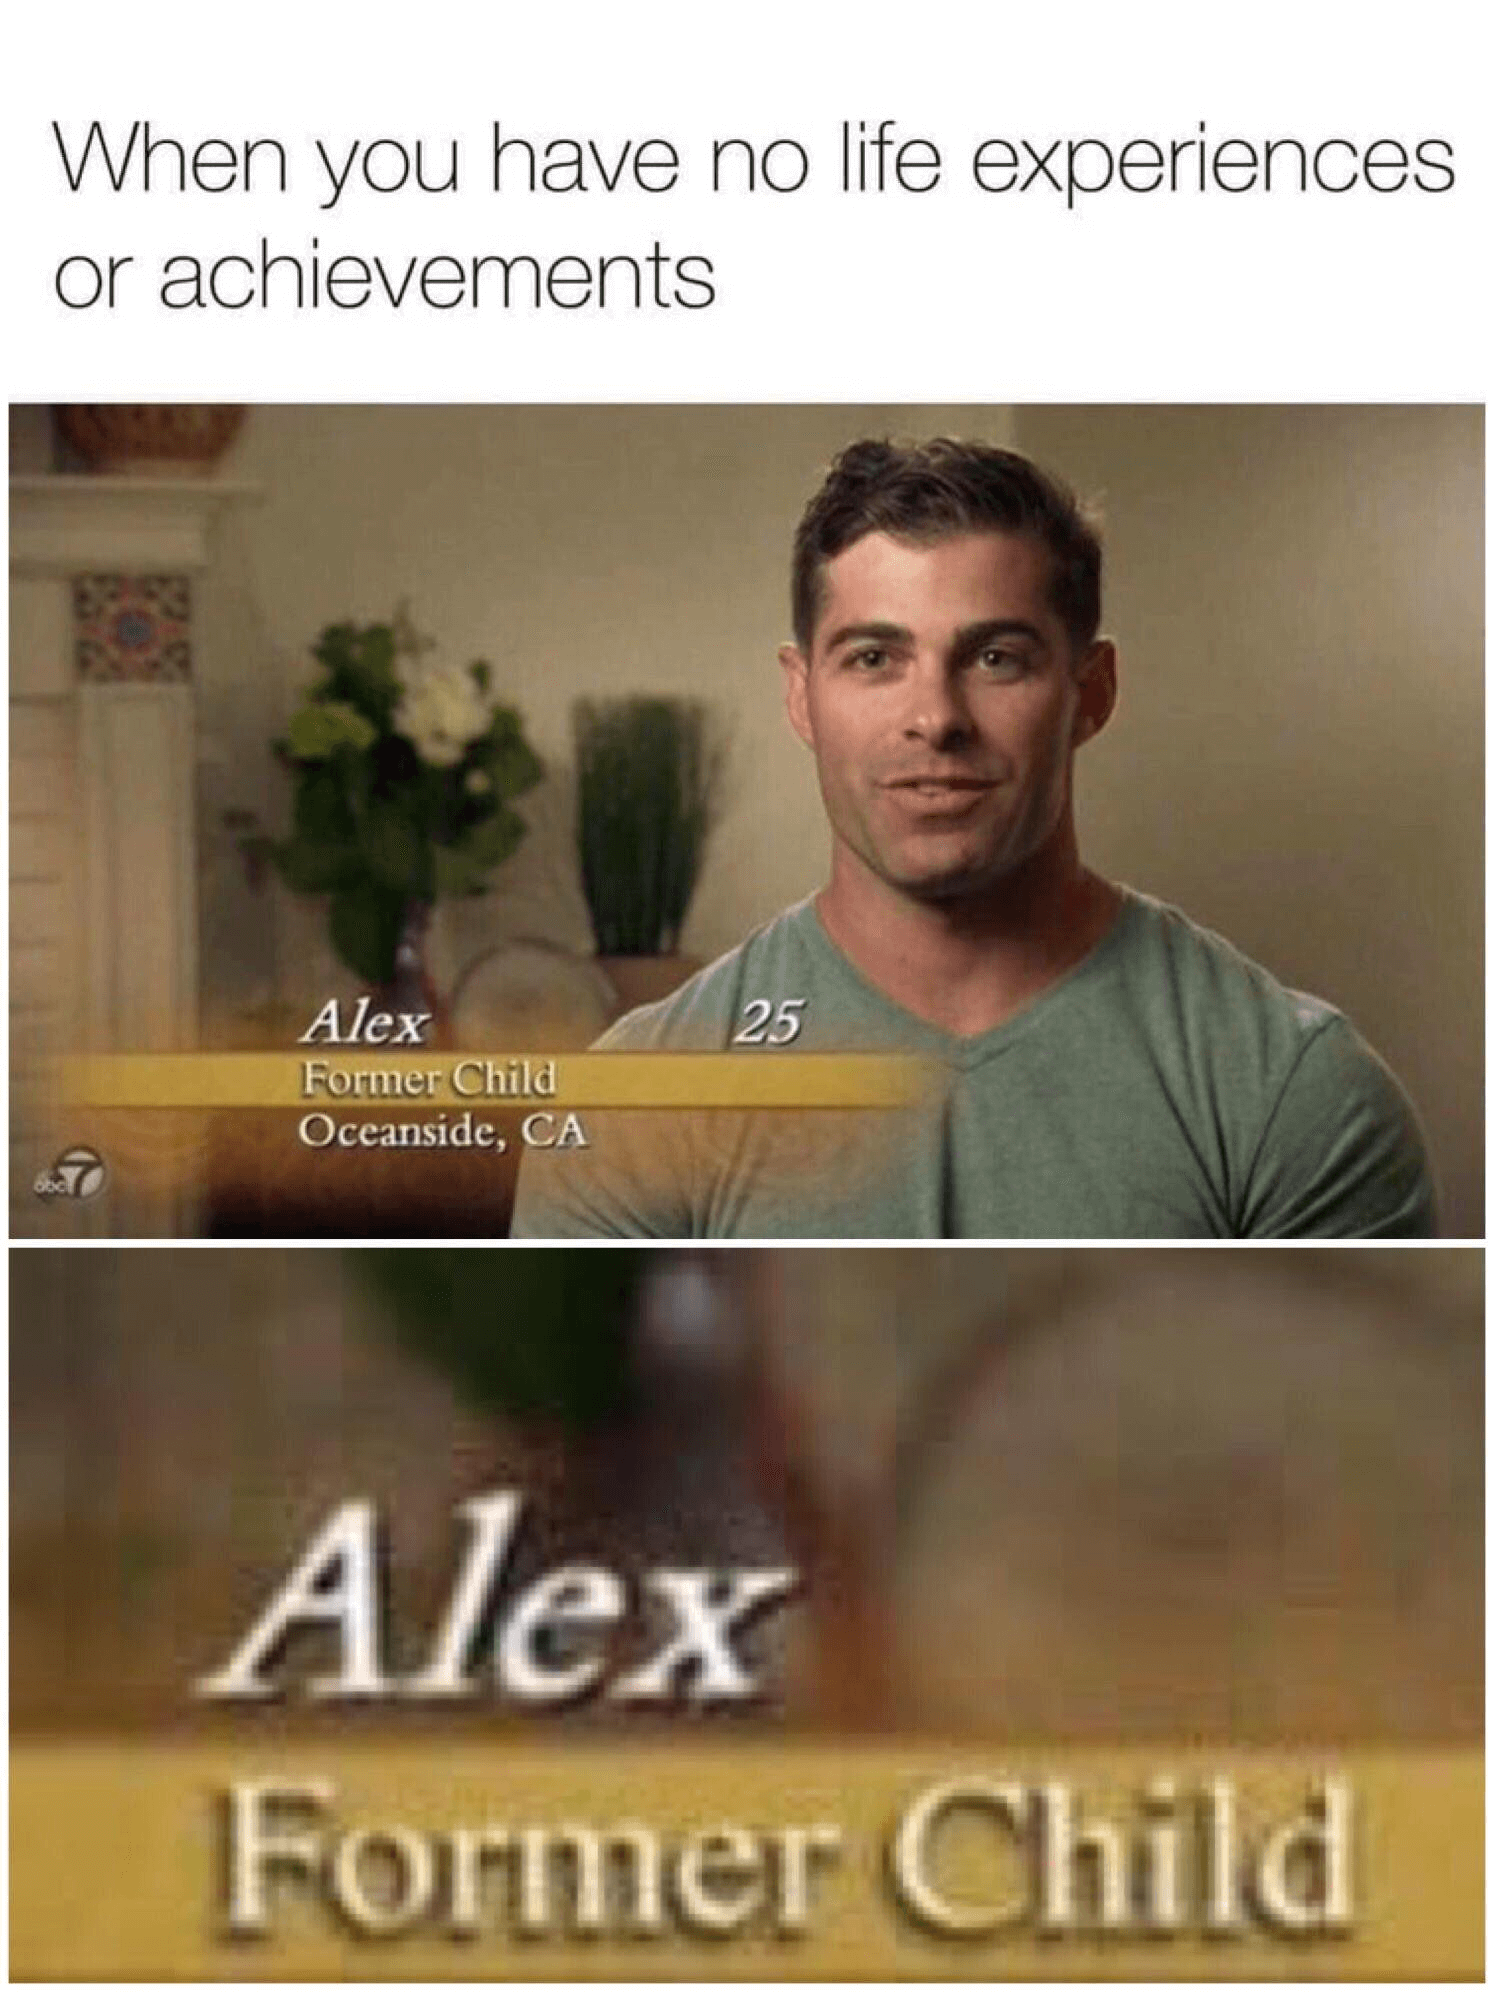 When you have no life experiences
or achievements
Alex 25
Former Child
Oceanside, CA
abc7
Alex
Former Child